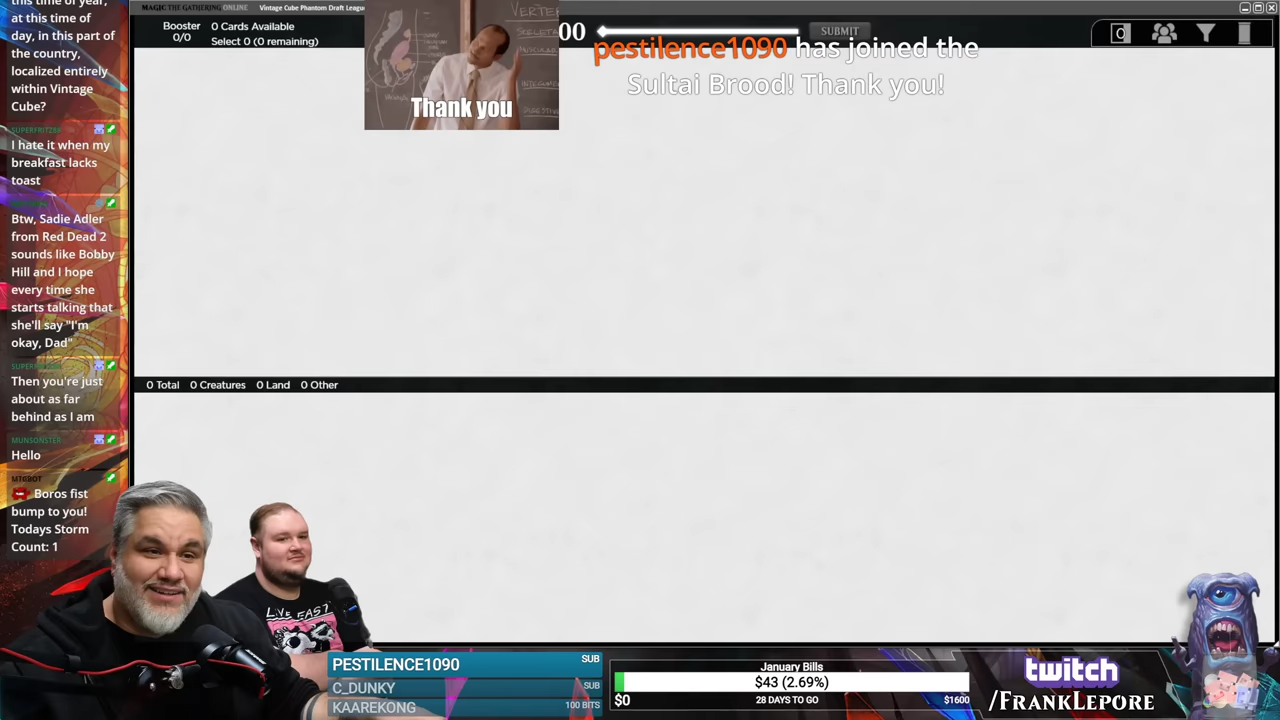 this time of year,
at this time of
day, in this part of
the country,
localized entirely
within Vintage
Cube?
SUPERFRITZ88
I hate it when my
breakfast lacks
toast
Btw, Sadie Adler
from Red Dead 2
sounds like Bobby
Hill and I hope
every time she
starts talking that
she'll say "I'm
okay, Dad"
Then you're just
about as far
behind as I am
MUNSONSTER
Hello
MTGBOT
Boros fist
bump to you!
Todays Storm
Count: 1
MAGIC THE GATHERING ONLINE Vintage Cube Phantom Draft Leagu
Booster
0/0
0 Cards Available
Select 0 (0 remaining)
Thank you
00
SUBMIT
pestilence1090 has joined the
Sultai Brood! Thank you!
0 Total 0 Creatures 0 Land 0 Other
LIVE FAST
PESTILENCE1090 SUB
C_DUNKY SUB
KAAREKONG 100 BITS
January Bills
$43 (2.69%)
$0 28 DAYS TO GO $1600
twitch
/FrankLepore